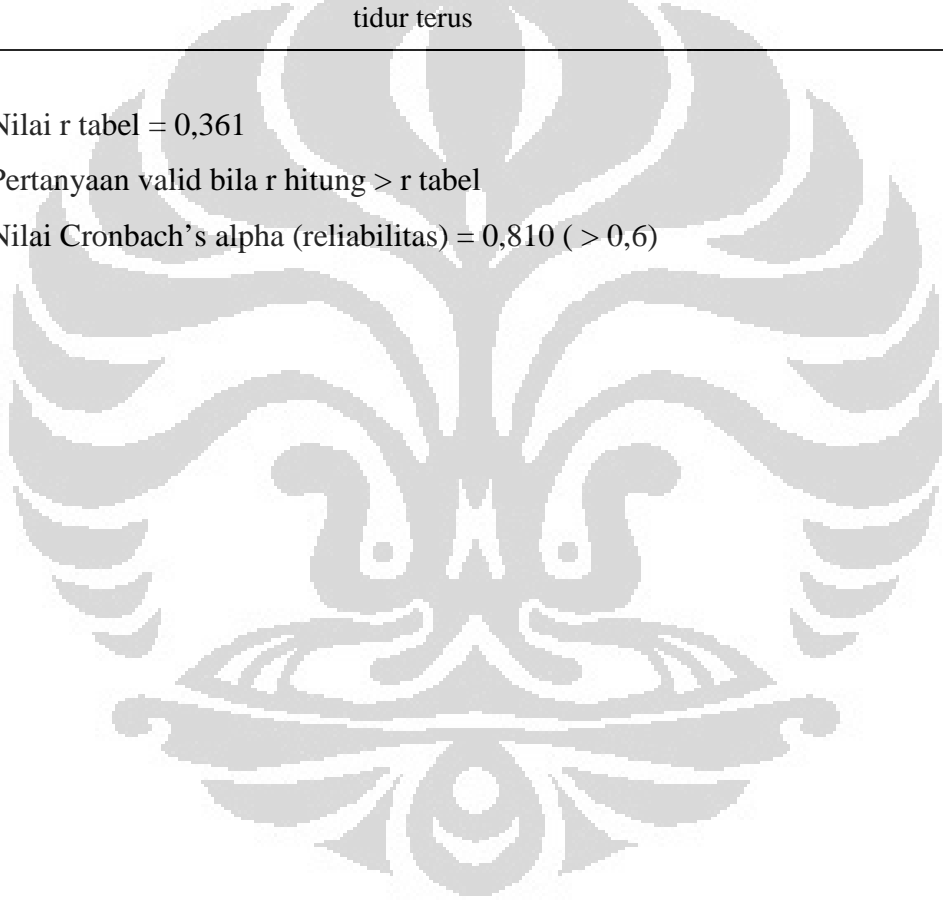 tidur terus
Nilai r tabel = 0,361
Pertanyaan valid bila r hitung > r tabel
Nilai Cronbach's alpha (reliabilitas) = 0,810 ( > 0,6)